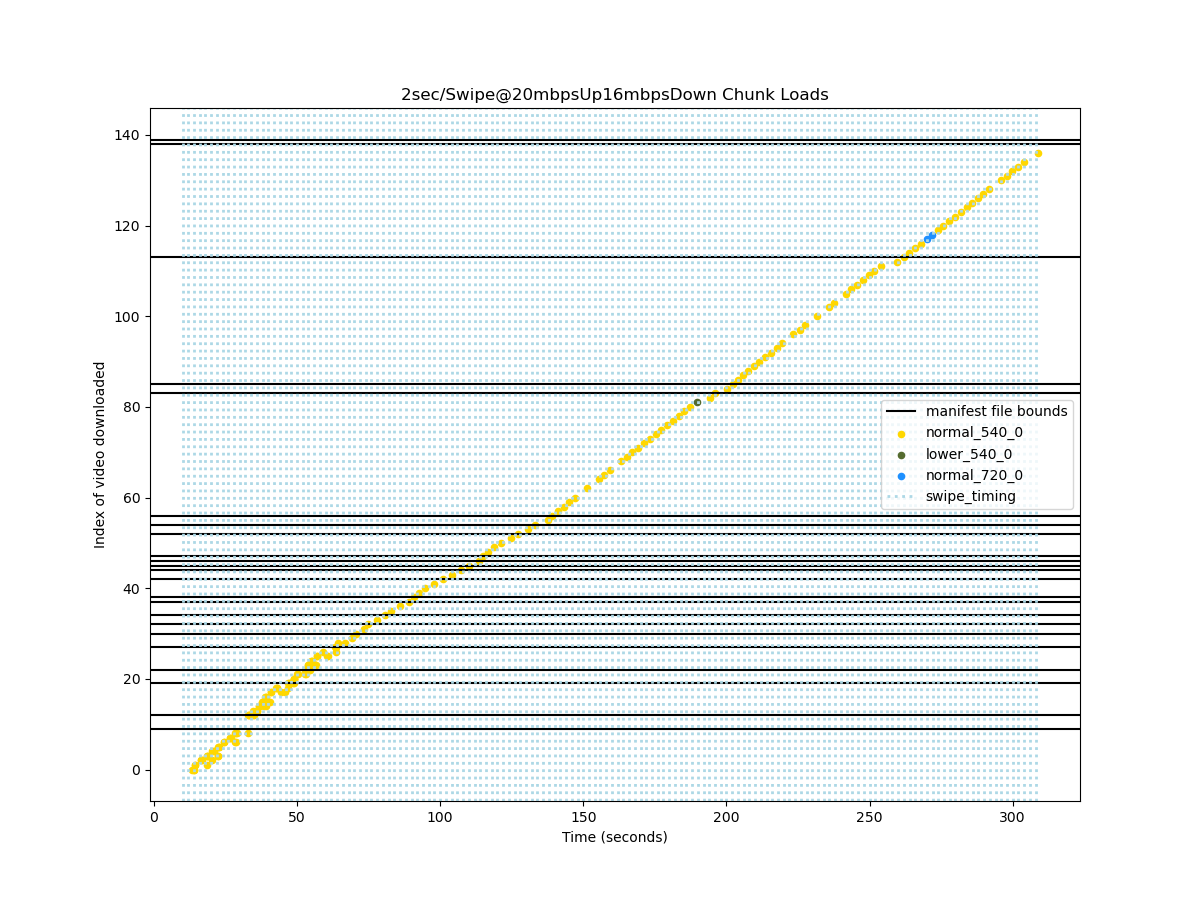 2sec/Swipe@20mbpsUp16mbpsDown Chunk Loads
140
120
100
80
60
40
20
0
Index of video downloaded
manifest file bounds
normal_540_0
lower_540_0
normal_720_0
swipe_timing
0 50 100 150 200 250 300
Time (seconds)